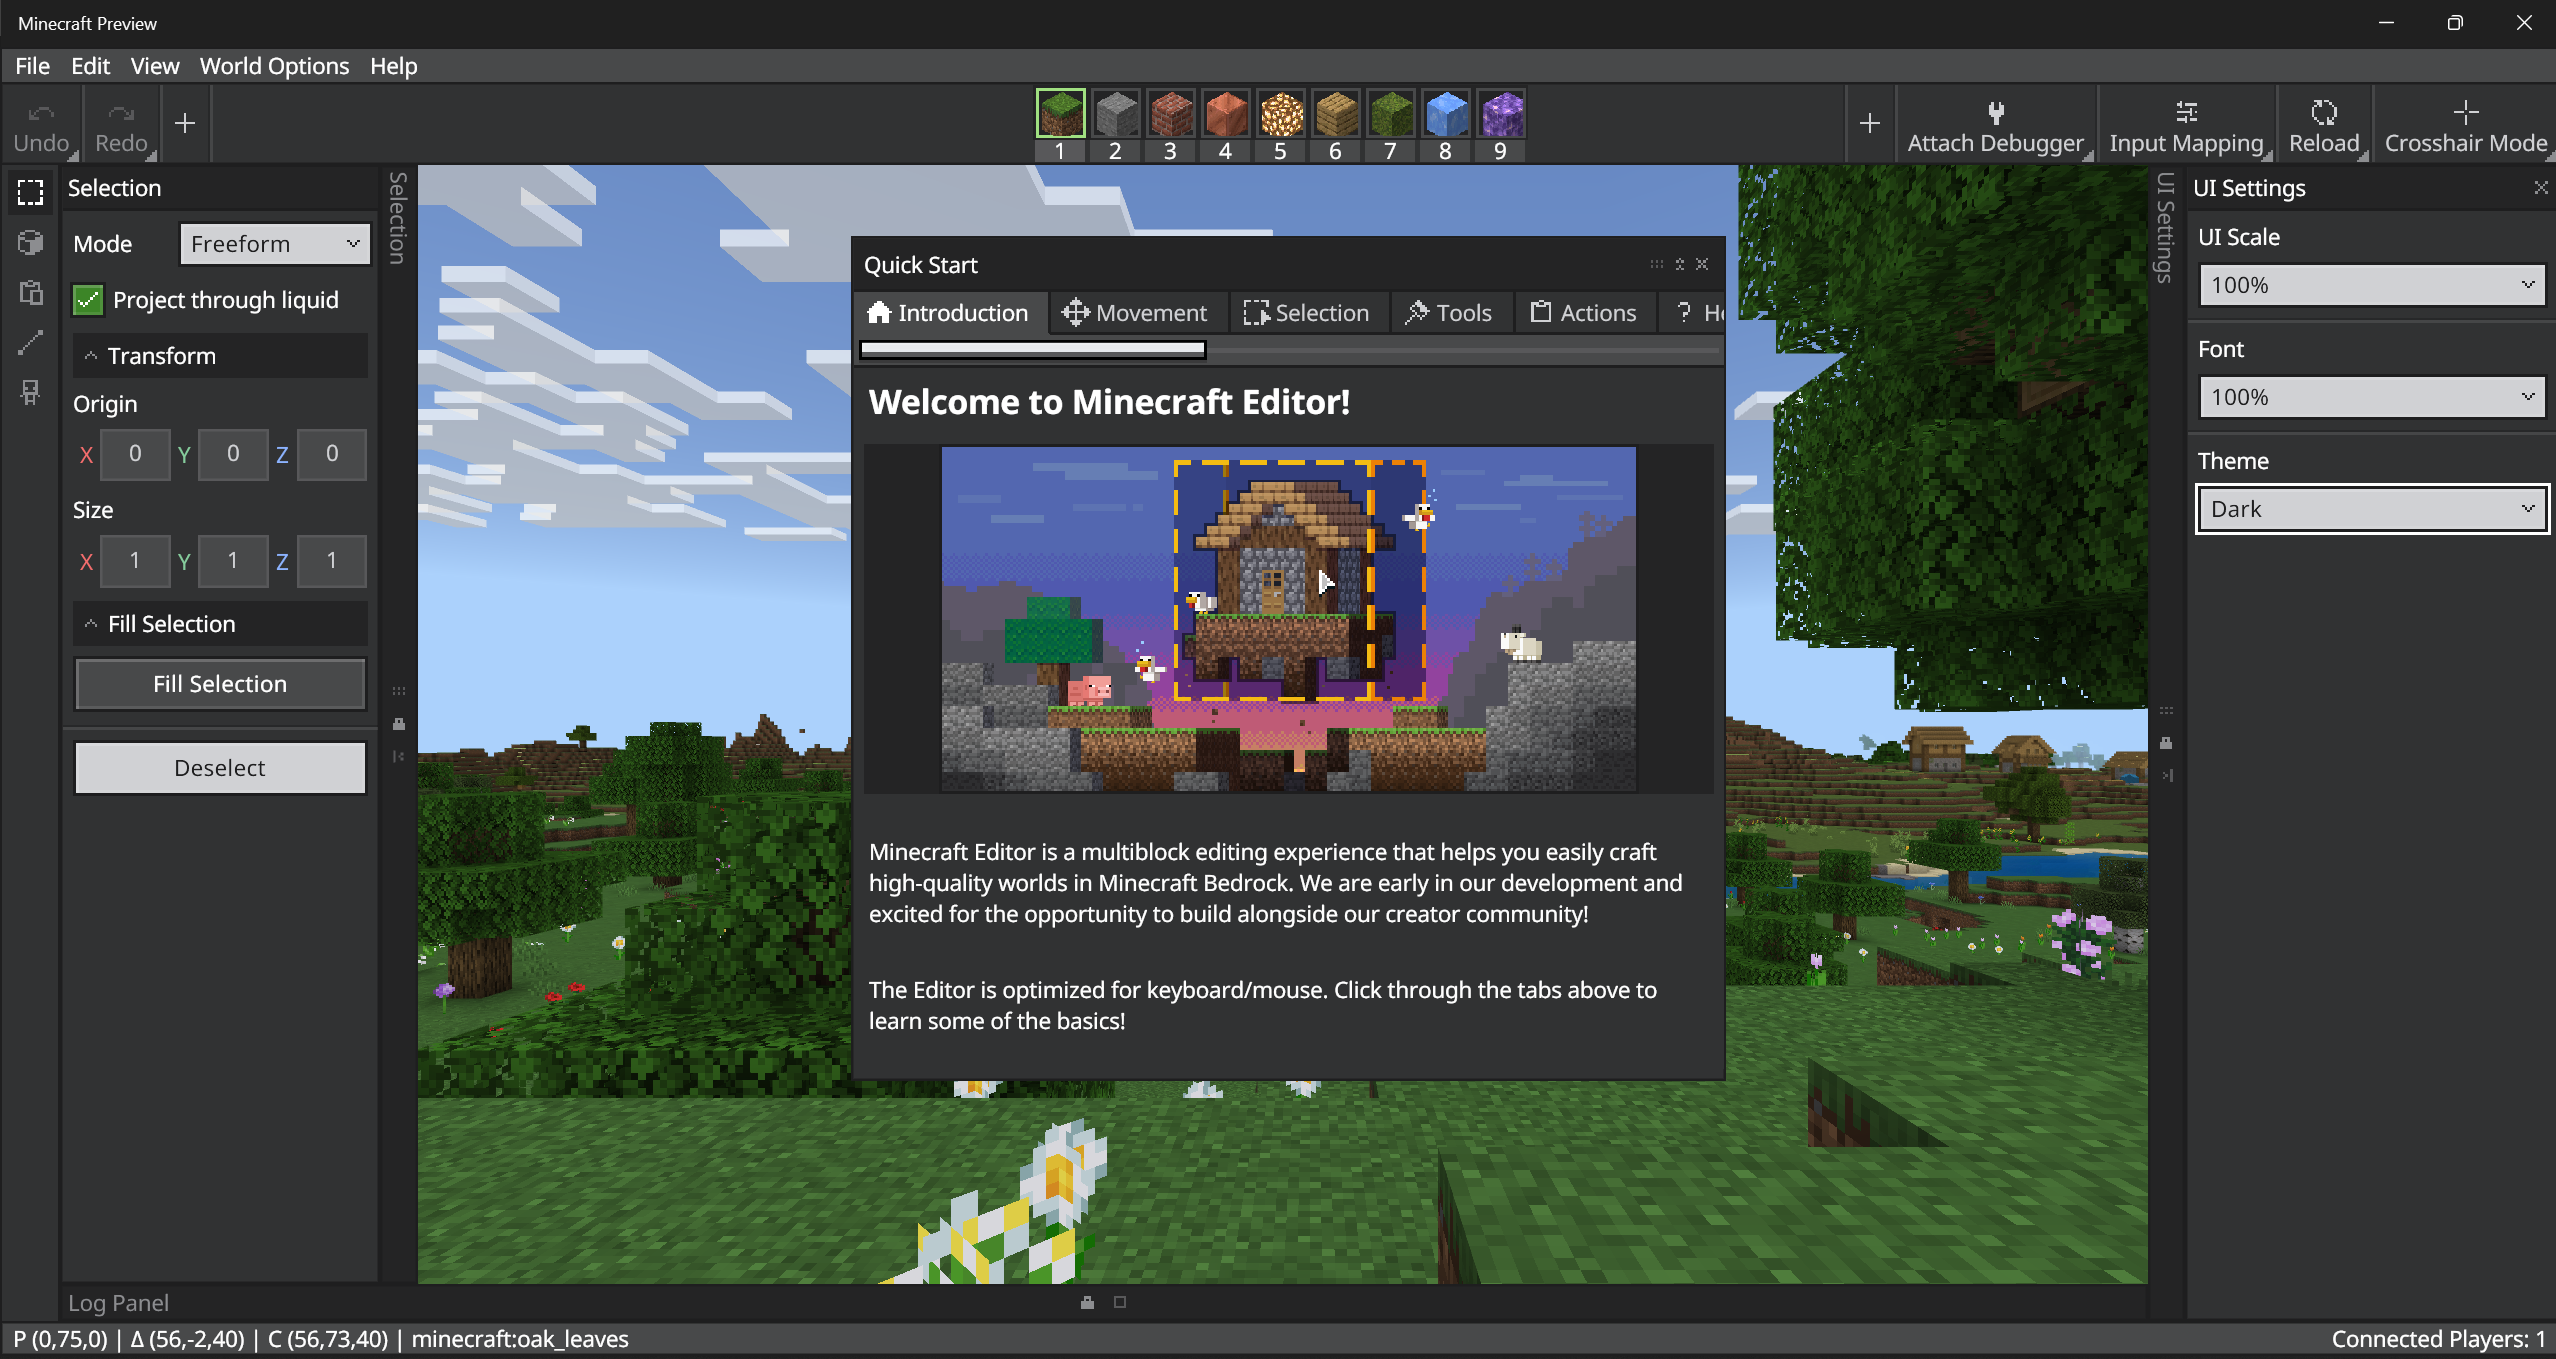 Minecraft Preview
File Edit View World Options Help
Undo Redo
1 2 3 4 5 6 7 8 9
Attach Debugger Input Mapping Reload Crosshair Mode
Selection
Mode Freeform
Project through liquid
Transform
Origin
X 0 Y 0 Z 0
Size
X 1 Y 1 Z 1
Fill Selection
Fill Selection
Deselect
Selection
Quick Start
Introduction Movement Selection Tools Actions ?
Welcome to Minecraft Editor!
Minecraft Editor is a multiblock editing experience that helps you easily craft
high-quality worlds in Minecraft Bedrock. We are early in our development and
excited for the opportunity to build alongside our creator community!
The Editor is optimized for keyboard/mouse. Click through the tabs above to
learn some of the basics!
UI Settings
UI Settings
UI Scale
100%
Font
100%
Theme
Dark
Log Panel
P (0,75,0) | Δ (56,-2,40) | C (56,73,40) | minecraft:oak_leaves
Connected Players: 1